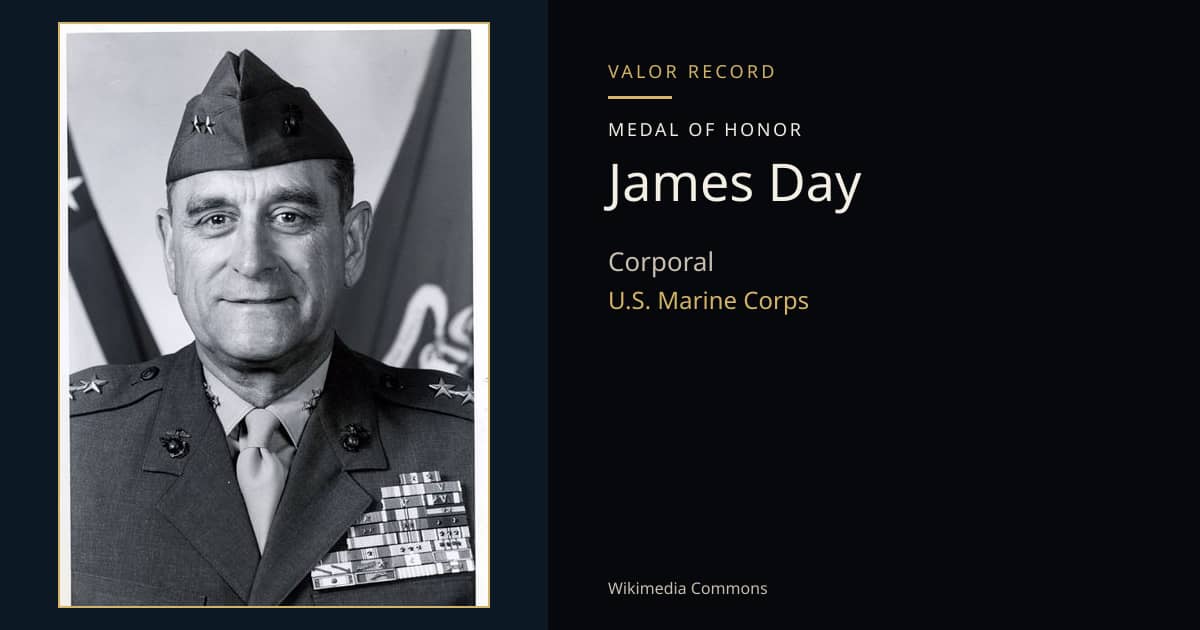 VALOR RECORD
MEDAL OF HONOR
James Day
Corporal
U.S. Marine Corps
Wikimedia Commons